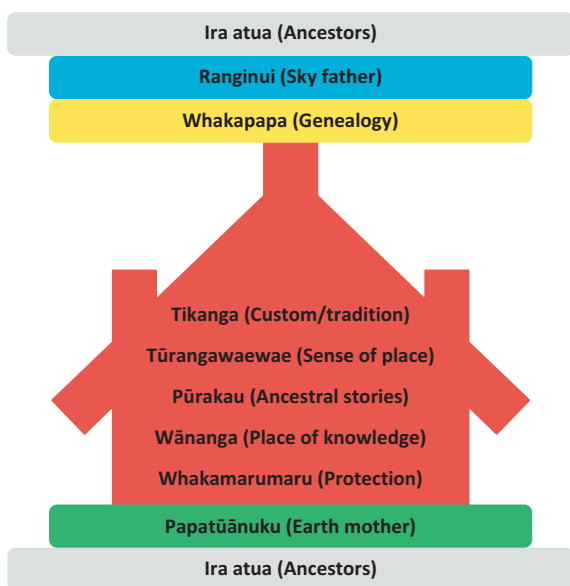 Ira atua (Ancestors)
Ranginui (Sky father)
Whakapapa (Genealogy)
Tikanga (Custom/tradition)
Tūrangawaewae (Sense of place)
Pūrakau (Ancestral stories)
Wānanga (Place of knowledge)
Whakamarumaru (Protection)
Papatūānuku (Earth mother)
Ira atua (Ancestors)